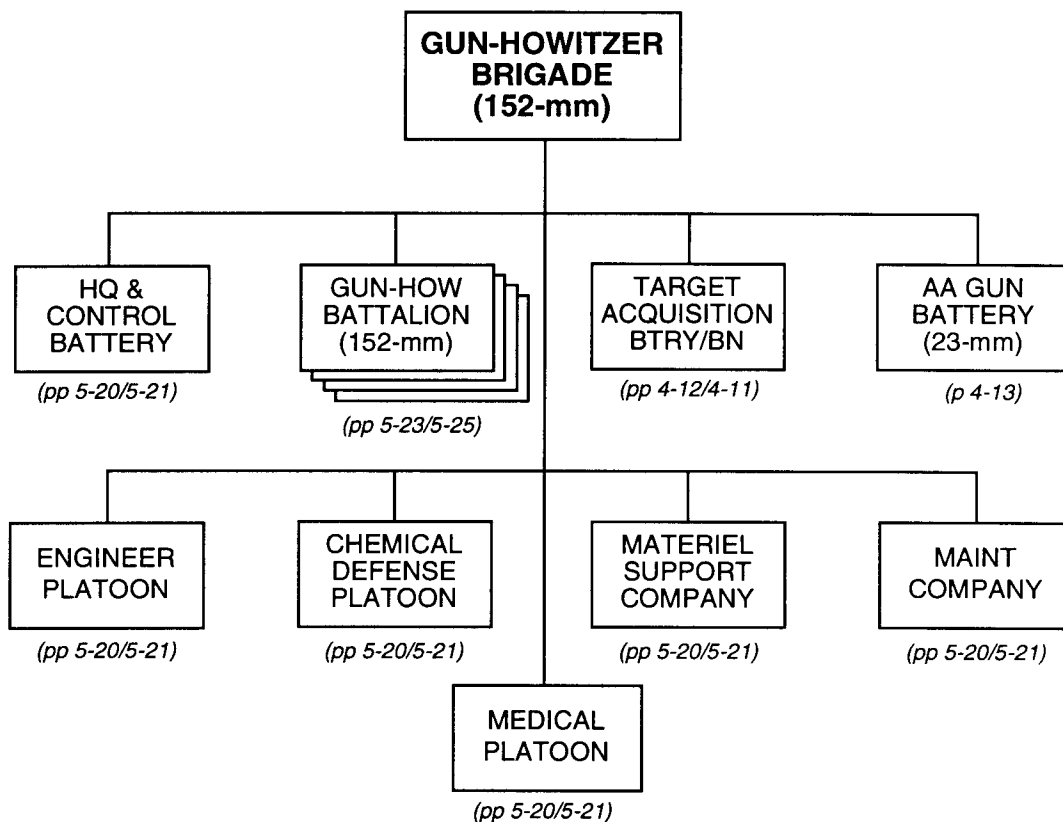 GUN-HOWITZER
BRIGADE
(152-mm)
HQ &
CONTROL
BATTERY
(pp 5-20/5-21)
GUN-HOW
BATTALION
(152-mm)
(pp 5-23/5-25)
TARGET
ACQUISITION
BTRY/BN
(pp 4-12/4-11)
AA GUN
BATTERY
(23-mm)
(p 4-13)
ENGINEER
PLATOON
(pp 5-20/5-21)
CHEMICAL
DEFENSE
PLATOON
(pp 5-20/5-21)
MATERIEL
SUPPORT
COMPANY
(pp 5-20/5-21)
MAINT
COMPANY
(pp 5-20/5-21)
MEDICAL
PLATOON
(pp 5-20/5-21)